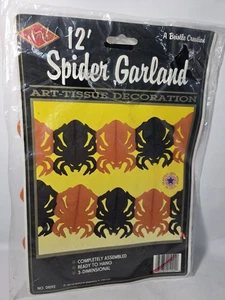 12'
A Beistle Creation
Spider Garland
ART-TISSUE DECORATION
COMPLETELY ASSEMBLED
READY TO HANG
3-DIMENSIONAL